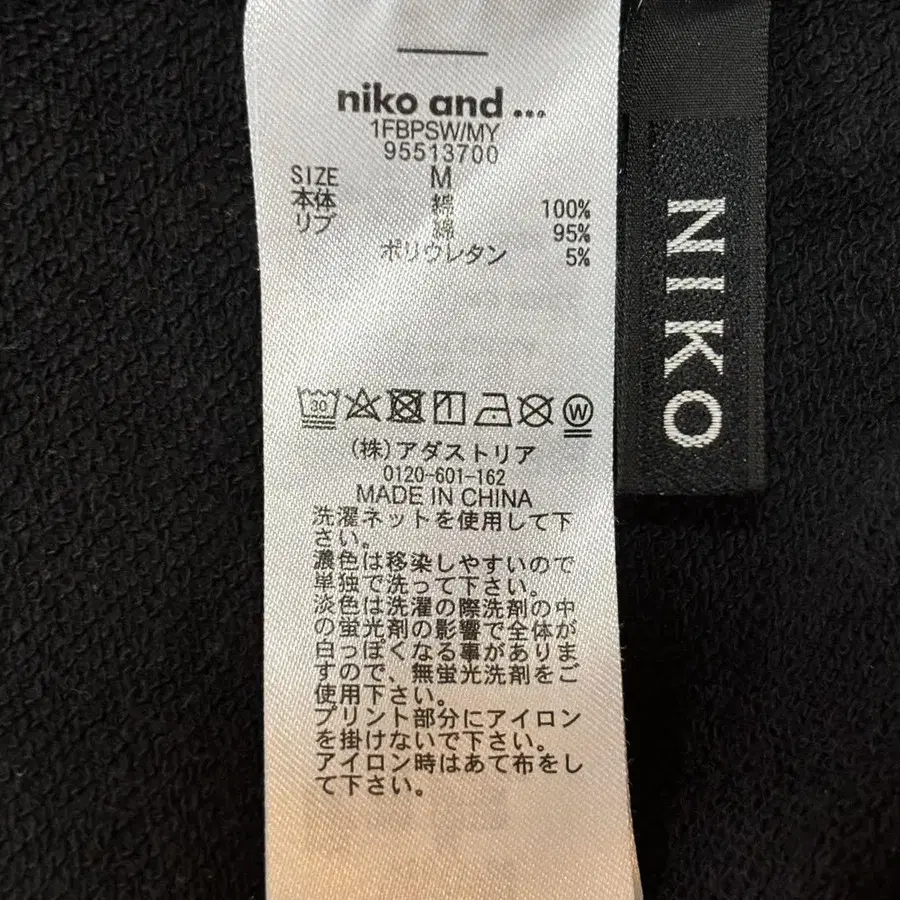 niko and ...
1FBPSW/MY
95513700
SIZE M
本体 綿 100%
リブ 綿 95%
ポリウレタン 5%
30
W
(株)アダストリア
0120-601-162
MADE IN CHINA
洗濯ネットを使用して下
さい。
濃色は移染しやすいので
単独で洗って下さい。
淡色は洗濯の際洗剤の中
の蛍光剤の影響で全体が
白っぽくなる事がありま
すので、無蛍光洗剤をご
使用下さい。
プリント部分にアイロン
を掛けないで下さい。
アイロン時はあて布をし
て下さい。
NIKO